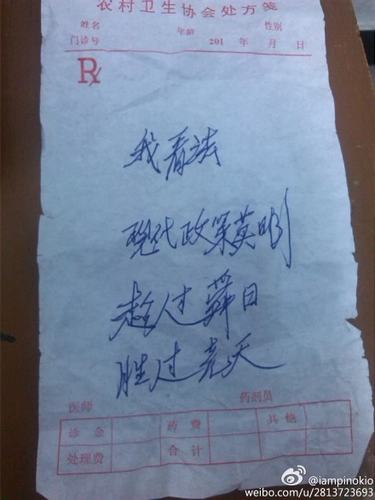 农村卫生协会处方笺
姓名 年龄 性别
门诊号 201 年 月 日
R
我看法
现代政策英明
超过舜日
胜过尧天
医师 药剂员
诊金 药费 其他
处理费 合计
@iampinokio
weibo.com/u/2813723693